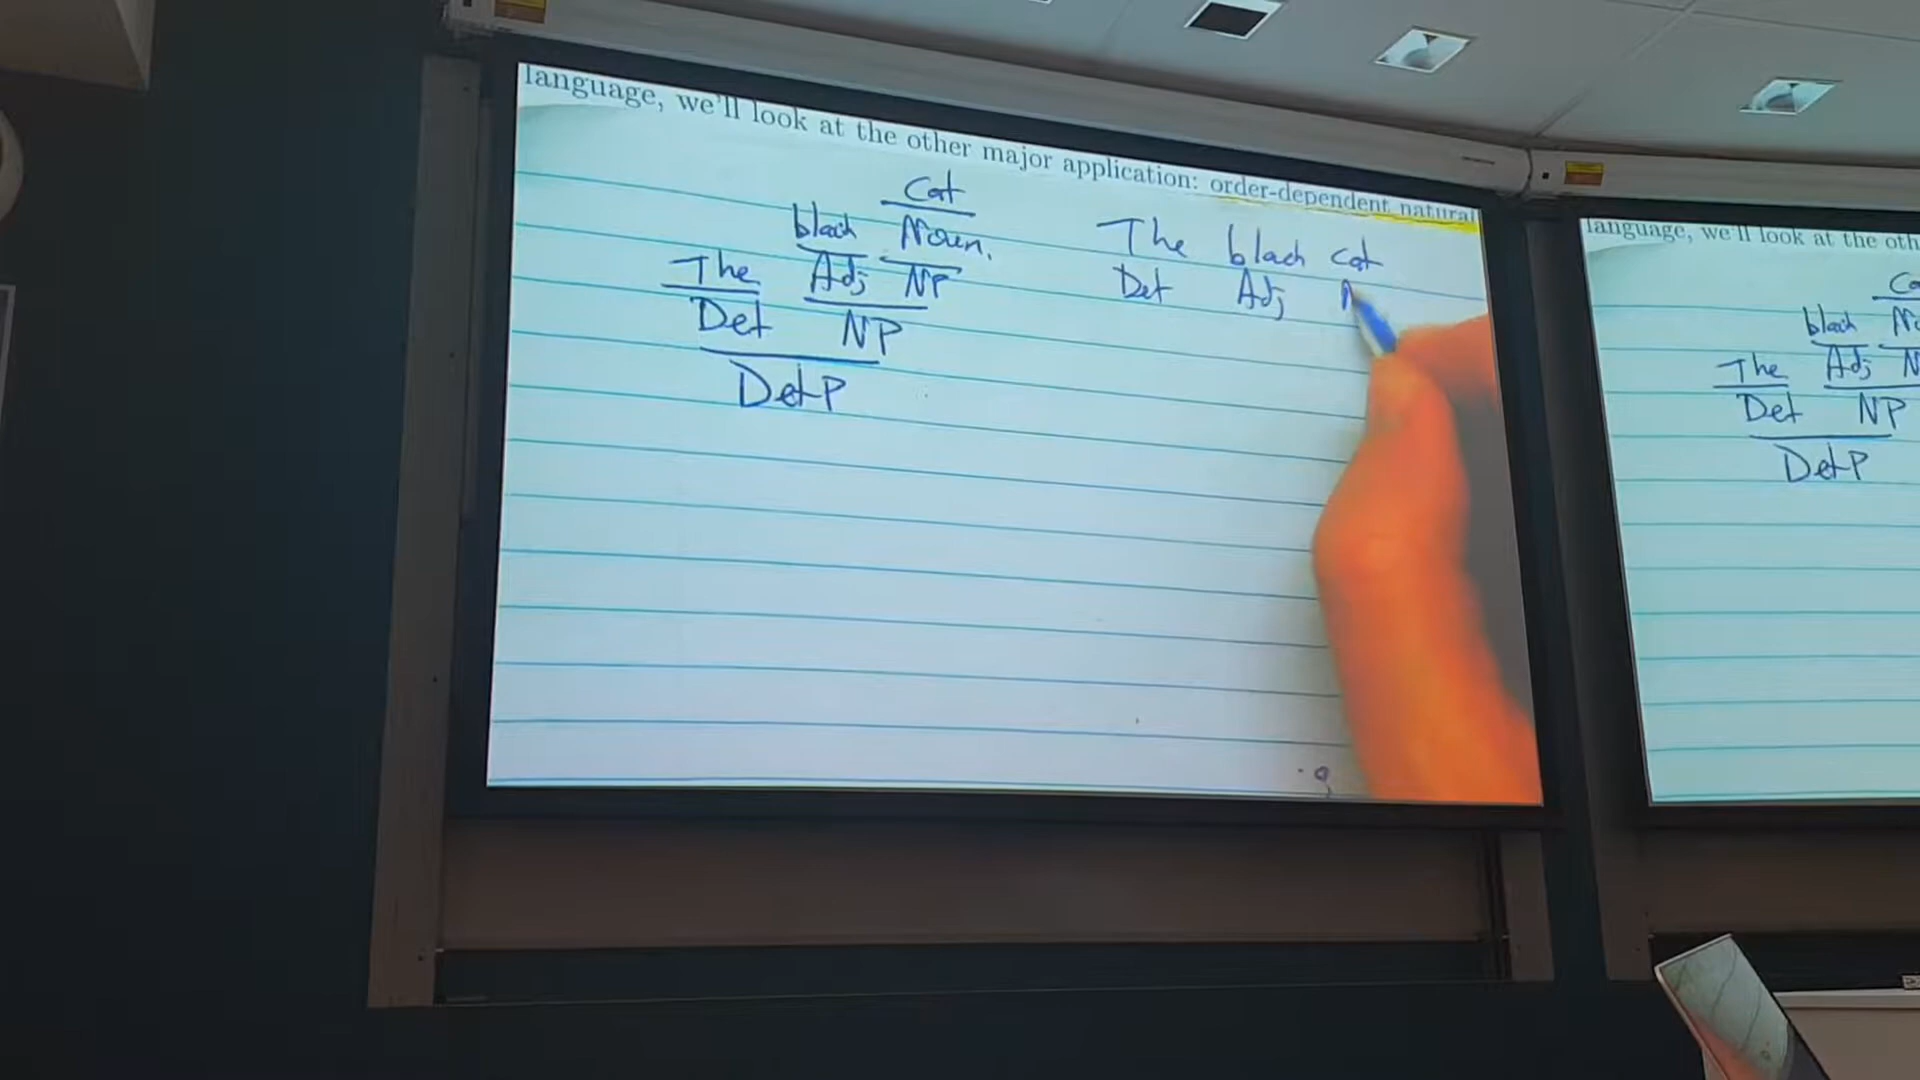 language, we'll look at the other major application: order-dependent natural
Cat
black Noun.
The Adj NP
Det NP
DetP
The black cat
Det Adj
language, we'll look at the oth
black
The Adj
Det NP
DetP